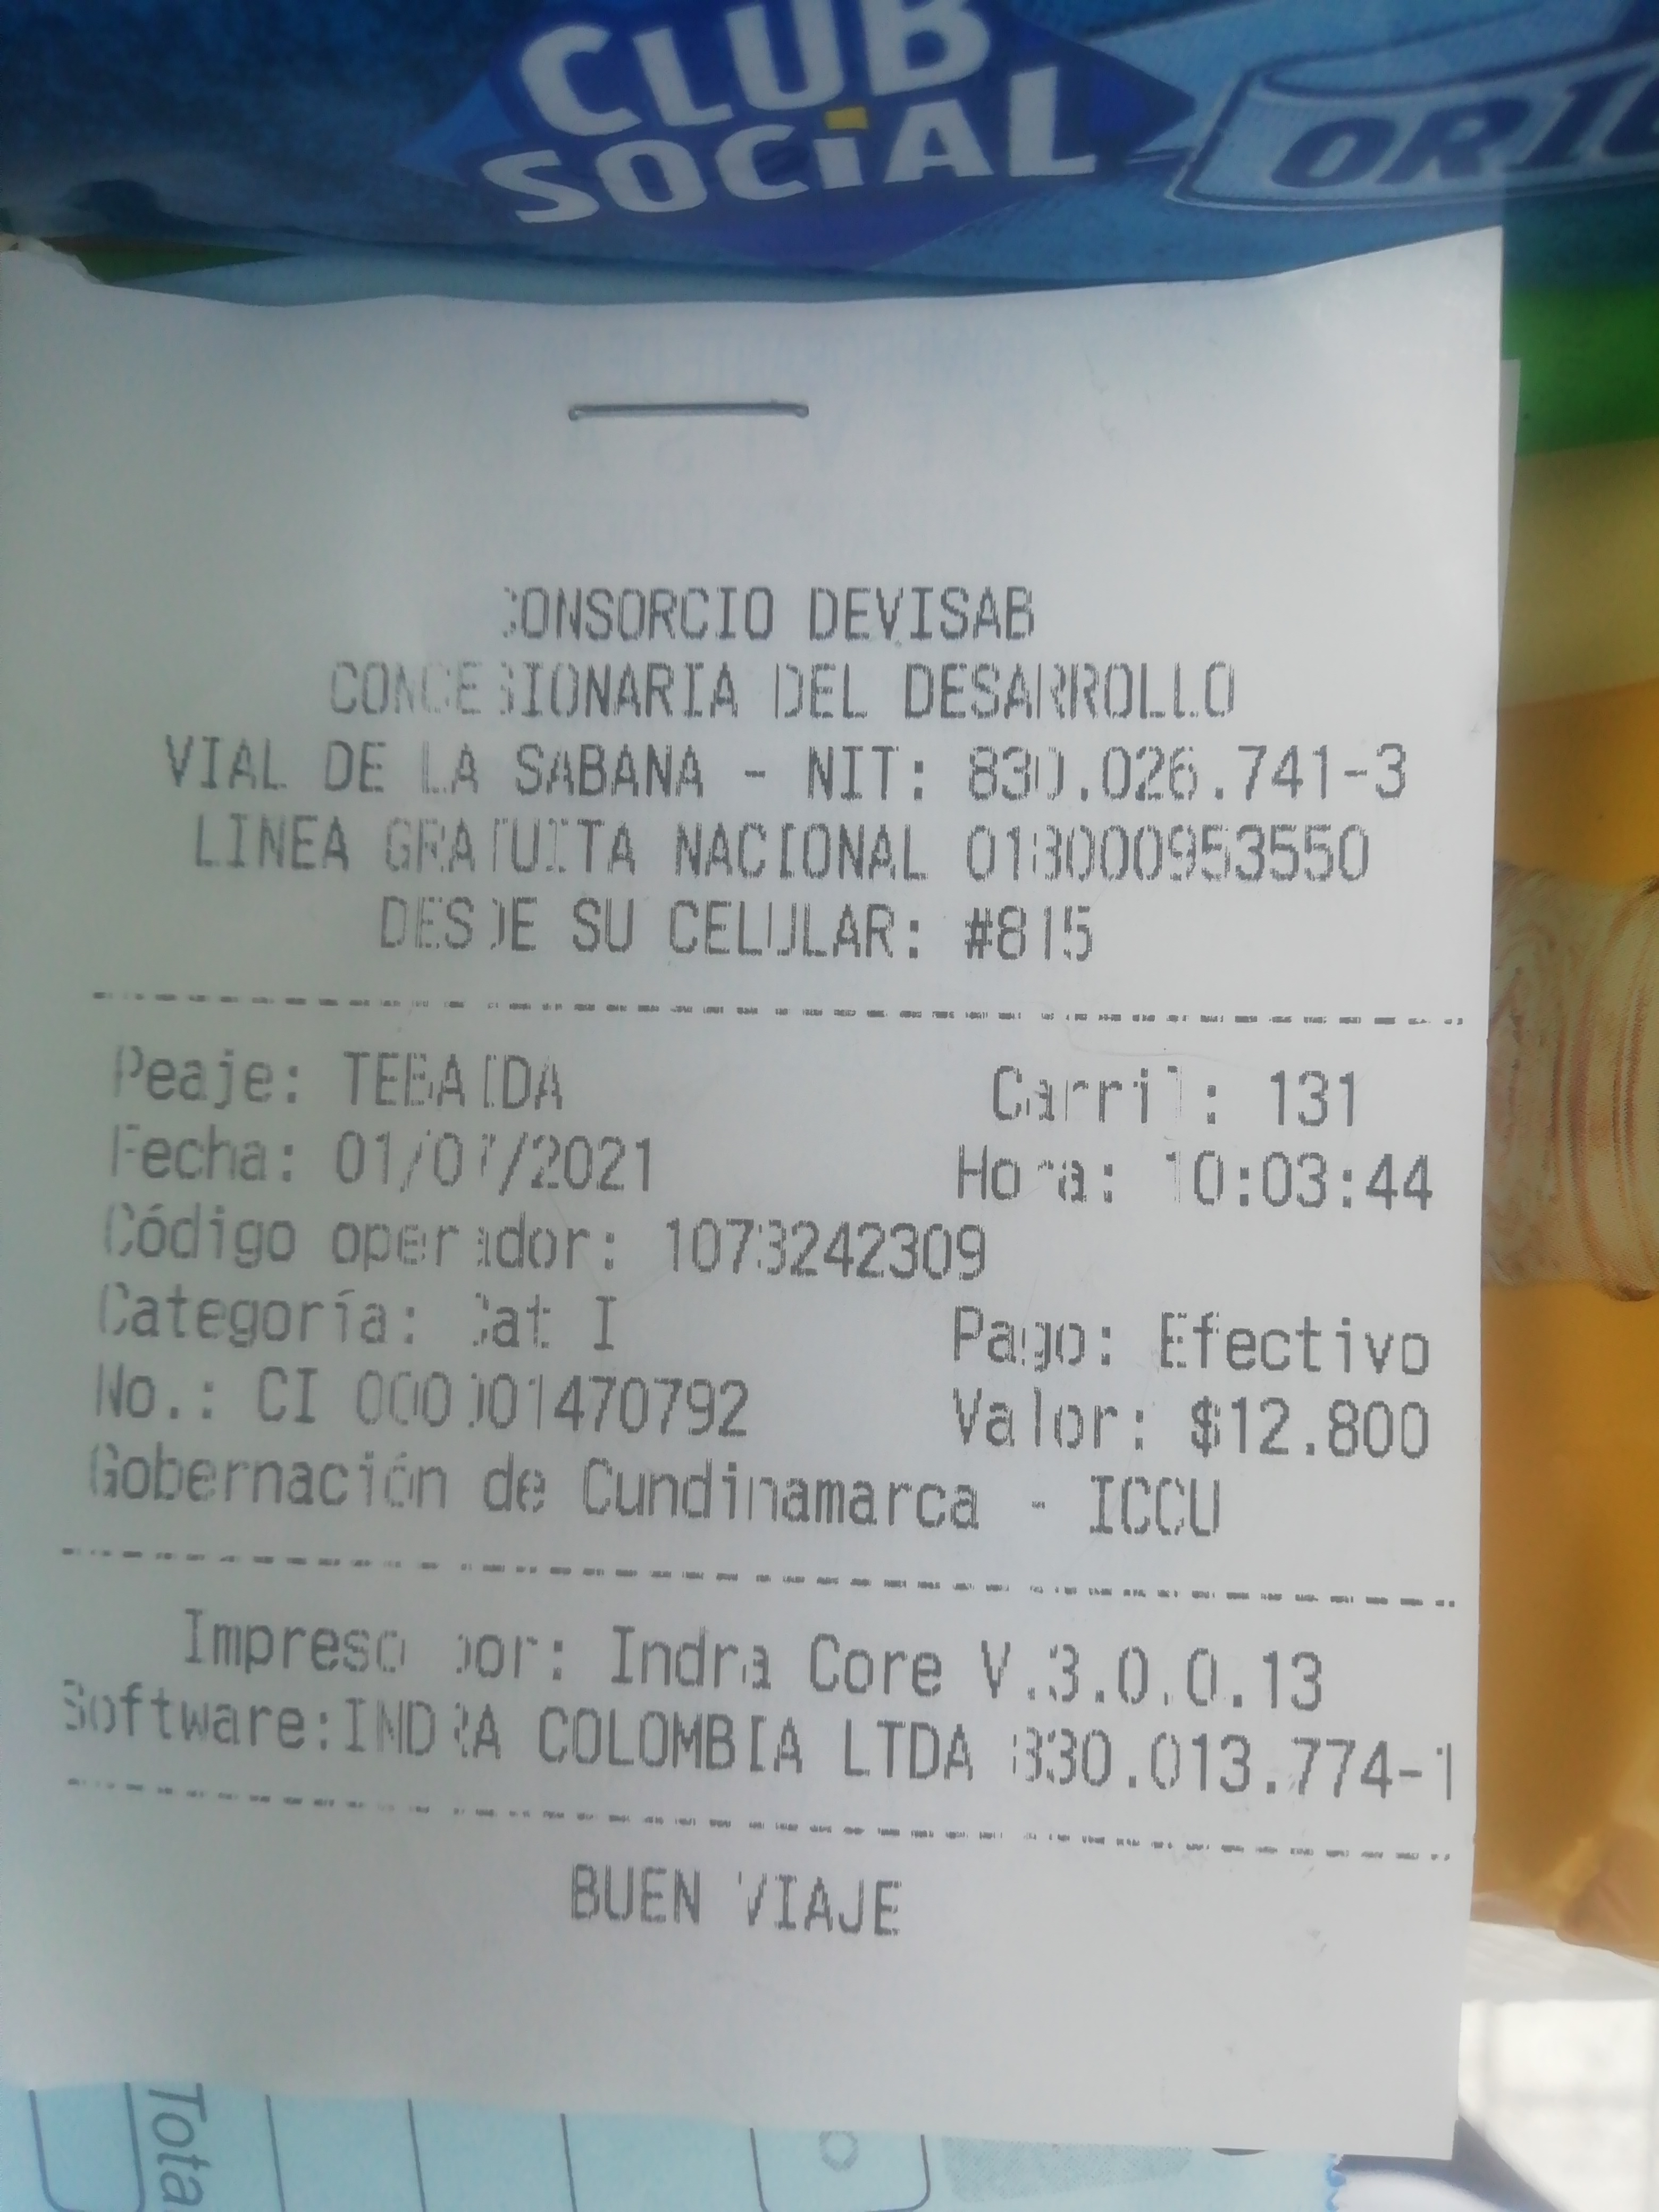 CLUB
SOCIAL
CONSORCIO DEVISAB
CONCESIONARIA DEL DESARROLLO
VIAL DE LA SABANA - NIT: 830.026.741-3
LINEA GRATUITA NACIONAL 018000953550
DESDE SU CELULAR: #815
Peaje: TEBAIDA Carril: 131
Fecha: 01/07/2021 Hora: 10:03:44
Código operador: 1073242309
Categoría: Cat I Pago: Efectivo
No.: CI 000001470792 Valor: $12.800
Gobernación de Cundinamarca - ICCU
Impreso por: Indra Core V.3.0.0.13
Software:INDRA COLOMBIA LTDA 830.013.774-1
BUEN VIAJE